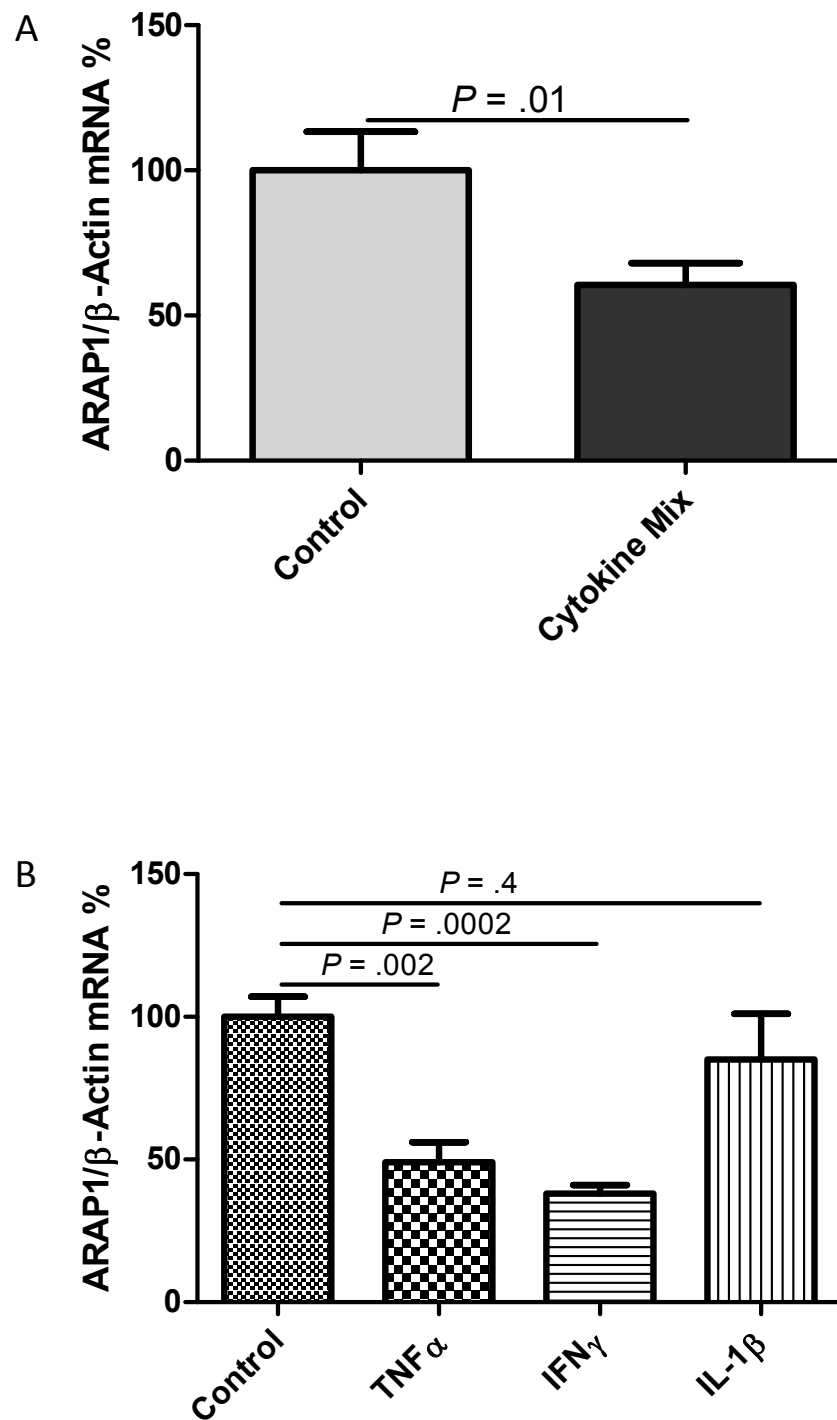 A
ARAP1/β-Actin mRNA %
150
100
50
0
P = .01
Control
Cytokine Mix
B
ARAP1/β-Actin mRNA %
150
100
50
0
P = .4
P = .0002
P = .002
Control
TNFα
IFNγ
IL-1β